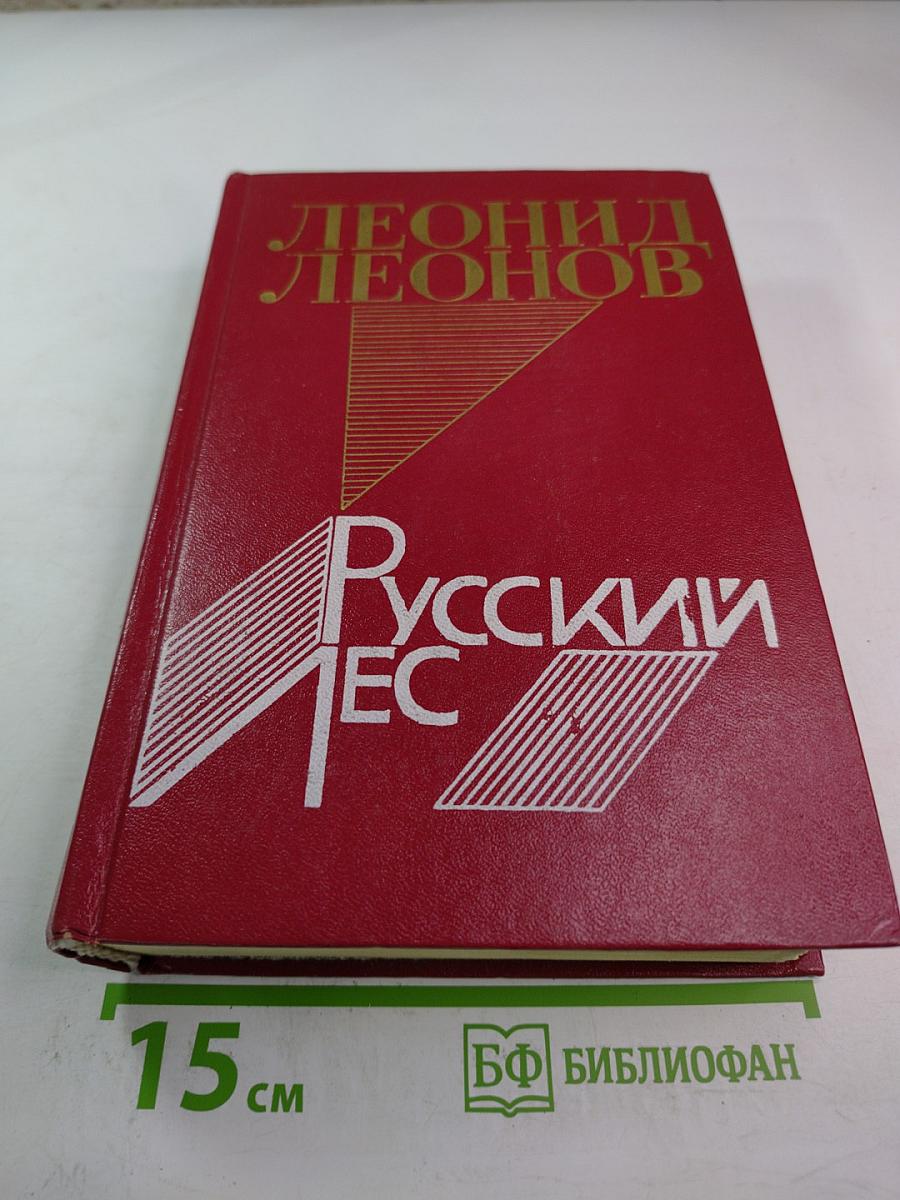 ЛЕОНИД
ЛЕОНОВ
РУССКИЙ
ЛЕС
15 см
БФ БИБЛИОФАН